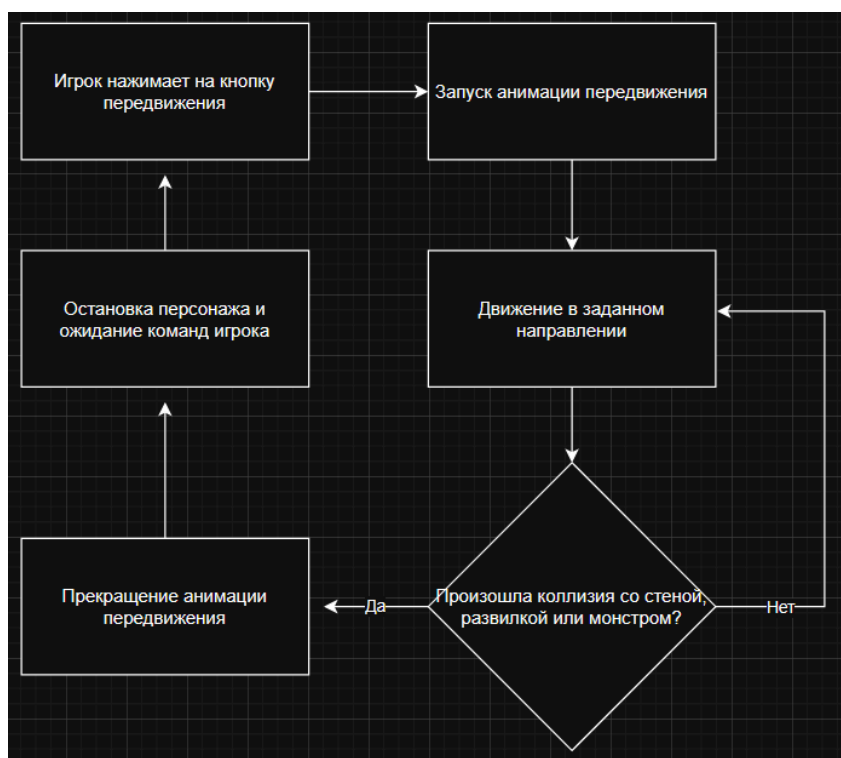 Игрок нажимает на кнопку
передвижения
Запуск анимации передвижения
Остановка персонажа и
ожидание команд игрока
Движение в заданном
направлении
Прекращение анимации
передвижения
Да
Произошла коллизия со стеной,
развилкой или монстром?
Нет